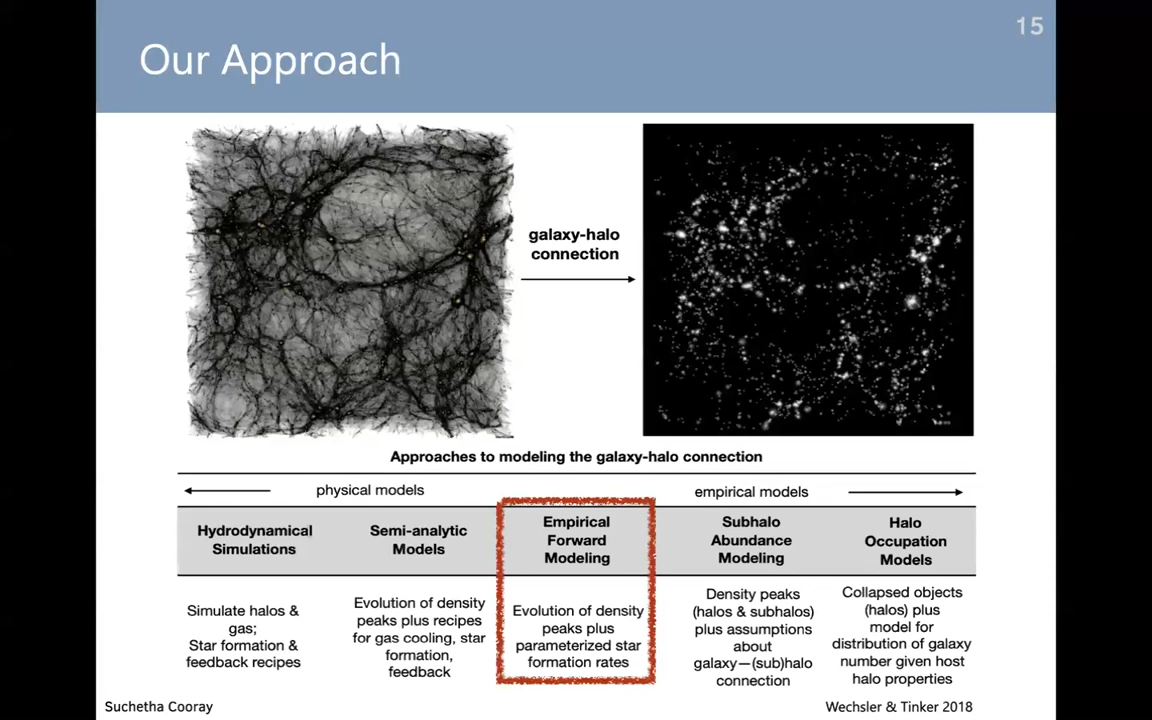 15
Our Approach
galaxy-halo
connection
Approaches to modeling the galaxy-halo connection
physical models
empirical models
Hydrodynamical
Simulations
Semi-analytic
Models
Empirical
Forward
Modeling
Subhalo
Abundance
Modeling
Halo
Occupation
Models
Simulate halos &
gas;
Star formation &
feedback recipes
Evolution of density
peaks plus recipes
for gas cooling, star
formation,
feedback
Evolution of density
peaks plus
parameterized star
formation rates
Density peaks
(halos & subhalos)
plus assumptions
about
galaxy—(sub)halo
connection
Collapsed objects
(halos) plus
model for
distribution of galaxy
number given host
halo properties
Suchetha Cooray
Wechsler & Tinker 2018